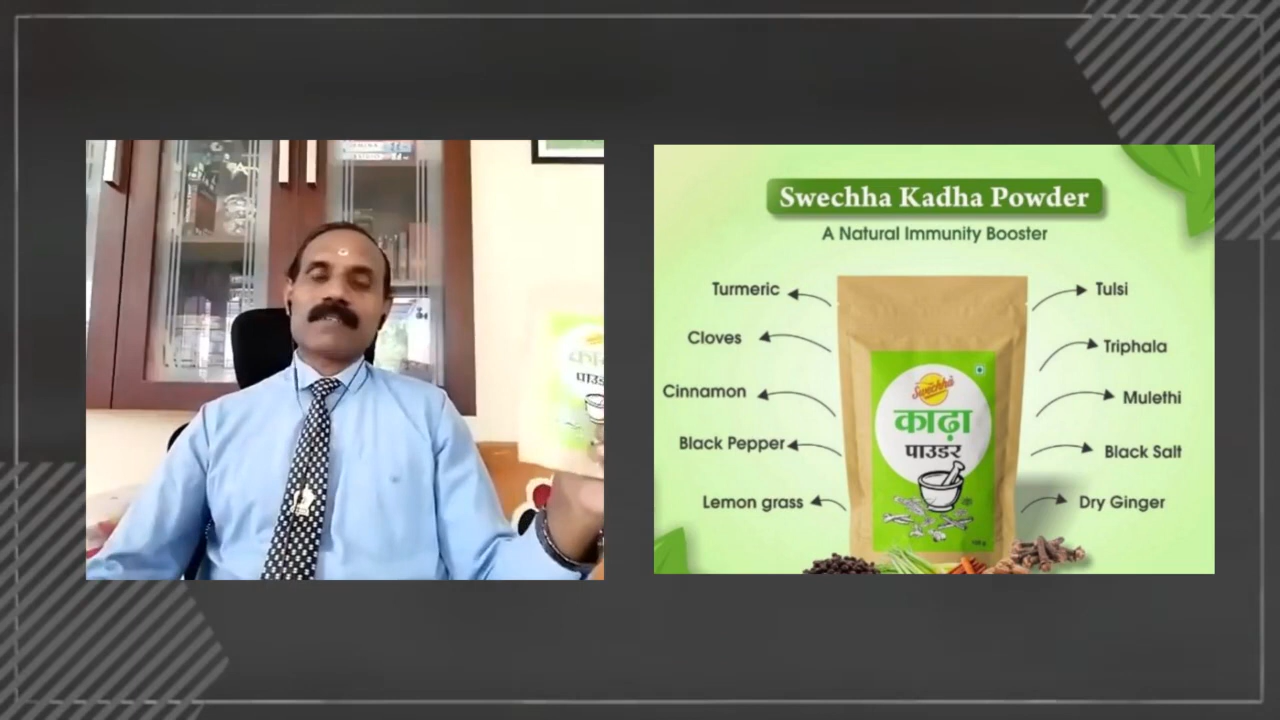 Swechha Kadha Powder
A Natural Immunity Booster
Turmeric
Tulsi
Cloves
Triphala
Cinnamon
Mulethi
Black Pepper
Black Salt
Lemon grass
Dry Ginger
Swechha
काढ़ा
पाउडर